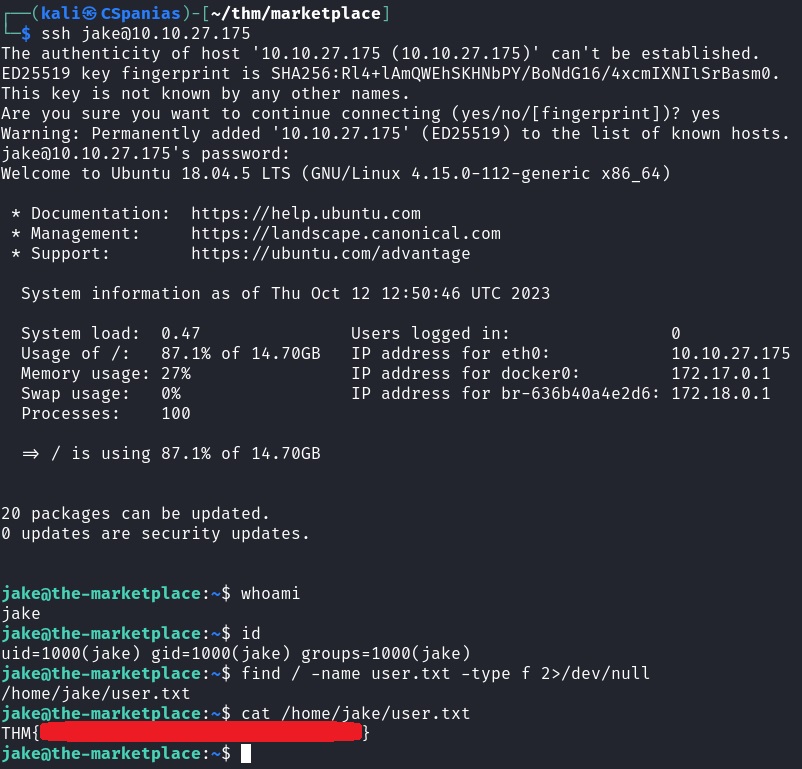 ┌──(kali㉿CSpanias)-[~/thm/marketplace]
└─$ ssh jake@10.10.27.175
The authenticity of host '10.10.27.175 (10.10.27.175)' can't be established.
ED25519 key fingerprint is SHA256:Rl4+lAmQWEhSKHNbPY/BoNdG16/4xcmIXNIlSrBasm0.
This key is not known by any other names.
Are you sure you want to continue connecting (yes/no/[fingerprint])? yes
Warning: Permanently added '10.10.27.175' (ED25519) to the list of known hosts.
jake@10.10.27.175's password:
Welcome to Ubuntu 18.04.5 LTS (GNU/Linux 4.15.0-112-generic x86_64)

 * Documentation:  https://help.ubuntu.com
 * Management:     https://landscape.canonical.com
 * Support:        https://ubuntu.com/advantage

  System information as of Thu Oct 12 12:50:46 UTC 2023

  System load:  0.47               Users logged in:                0
  Usage of /:   87.1% of 14.70GB   IP address for eth0:            10.10.27.175
  Memory usage: 27%                IP address for docker0:         172.17.0.1
  Swap usage:   0%                 IP address for br-636b40a4e2d6: 172.18.0.1
  Processes:    100

  => / is using 87.1% of 14.70GB

20 packages can be updated.
0 updates are security updates.

jake@the-marketplace:~$ whoami
jake
jake@the-marketplace:~$ id
uid=1000(jake) gid=1000(jake) groups=1000(jake)
jake@the-marketplace:~$ find / -name user.txt -type f 2>/dev/null
/home/jake/user.txt
jake@the-marketplace:~$ cat /home/jake/user.txt
THM{ }
jake@the-marketplace:~$